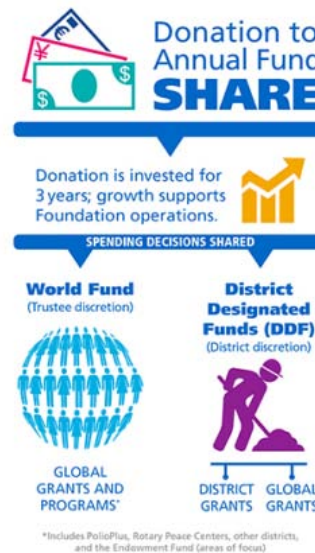 Donation to
Annual Fund
SHARE
Donation is invested for
3 years; growth supports
Foundation operations.
SPENDING DECISIONS SHARED
World Fund
(Trustee discretion)
GLOBAL
GRANTS AND
PROGRAMS*
District
Designated
Funds (DDF)
(District discretion)
DISTRICT
GRANTS
GLOBAL
GRANTS
*Includes PolioPlus, Rotary Peace Centers, other districts,
and the Endowment Fund (areas of focus)